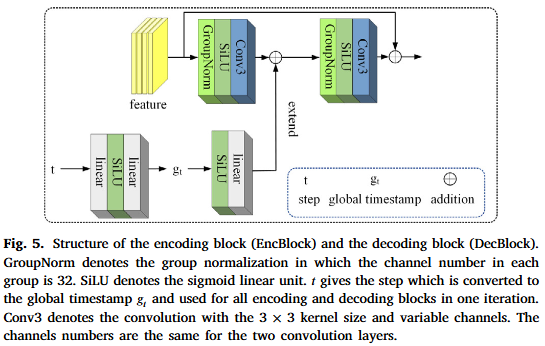 GroupNorm
SiLU
Conv3
GroupNorm
SiLU
Conv3
feature
extend
t
linear
SiLU
linear
gₜ
SiLU
linear
t gₜ ⊕
step global timestamp addition
Fig. 5. Structure of the encoding block (EncBlock) and the decoding block (DecBlock).
GroupNorm denotes the group normalization in which the channel number in each
group is 32. SiLU denotes the sigmoid linear unit. t gives the step which is converted to
the global timestamp gₜ and used for all encoding and decoding blocks in one iteration.
Conv3 denotes the convolution with the 3 × 3 kernel size and variable channels. The
channels numbers are the same for the two convolution layers.